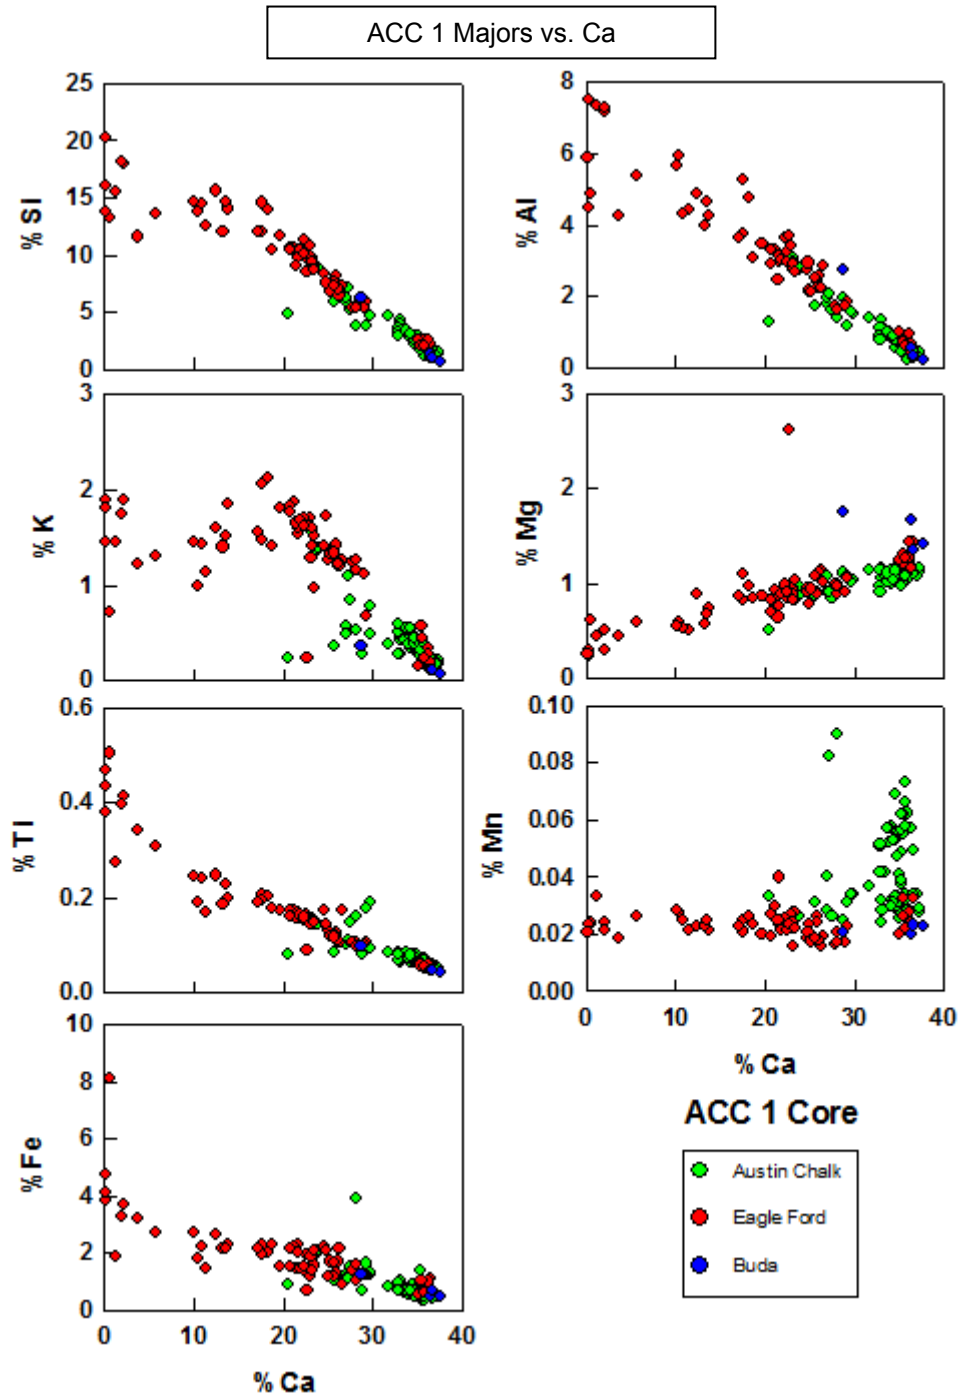 ACC 1 Majors vs. Ca
25
20
15
10
5
0
% Si
8
6
4
2
0
% Al
3
2
1
0
% K
3
2
1
0
% Mg
0.6
0.4
0.2
0.0
% Ti
0.10
0.08
0.06
0.04
0.02
0.00
% Mn
0 10 20 30 40
% Ca
10
8
6
4
2
0
% Fe
0 10 20 30 40
% Ca
ACC 1 Core
Austin Chalk
Eagle Ford
Buda